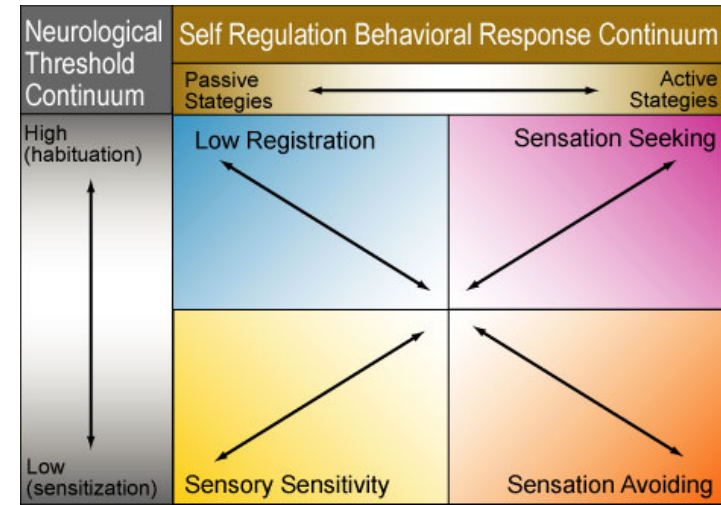 Neurological
Threshold
Continuum
Self Regulation Behavioral Response Continuum
Passive
Stategies
Active
Stategies
High
(habituation)
Low Registration
Sensation Seeking
Low
(sensitization)
Sensory Sensitivity
Sensation Avoiding